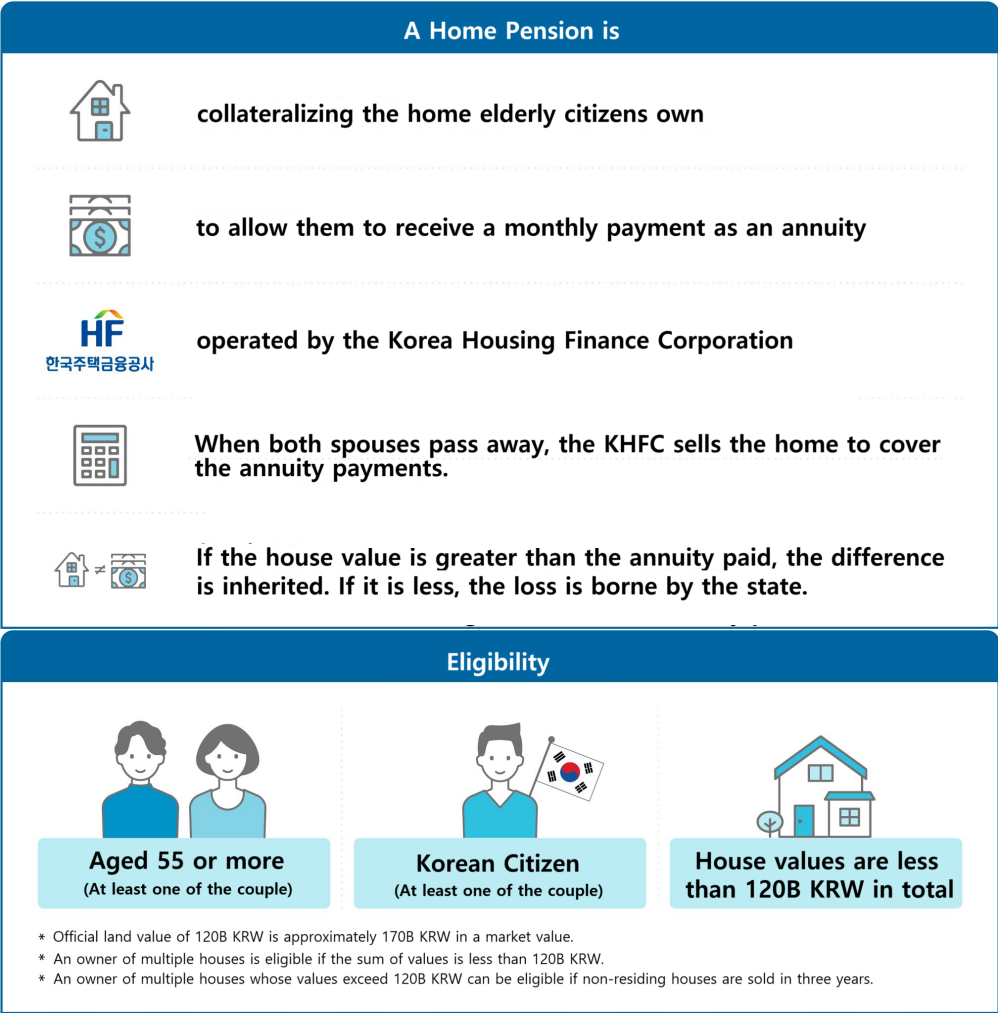 A Home Pension is
collateralizing the home elderly citizens own
$
to allow them to receive a monthly payment as an annuity
HF
한국주택금융공사
operated by the Korea Housing Finance Corporation
When both spouses pass away, the KHFC sells the home to cover
the annuity payments.
≠ $
If the house value is greater than the annuity paid, the difference
is inherited. If it is less, the loss is borne by the state.
Eligibility
Aged 55 or more
(At least one of the couple)
Korean Citizen
(At least one of the couple)
House values are less
than 120B KRW in total
* Official land value of 120B KRW is approximately 170B KRW in a market value.
* An owner of multiple houses is eligible if the sum of values is less than 120B KRW.
* An owner of multiple houses whose values exceed 120B KRW can be eligible if non-residing houses are sold in three years.